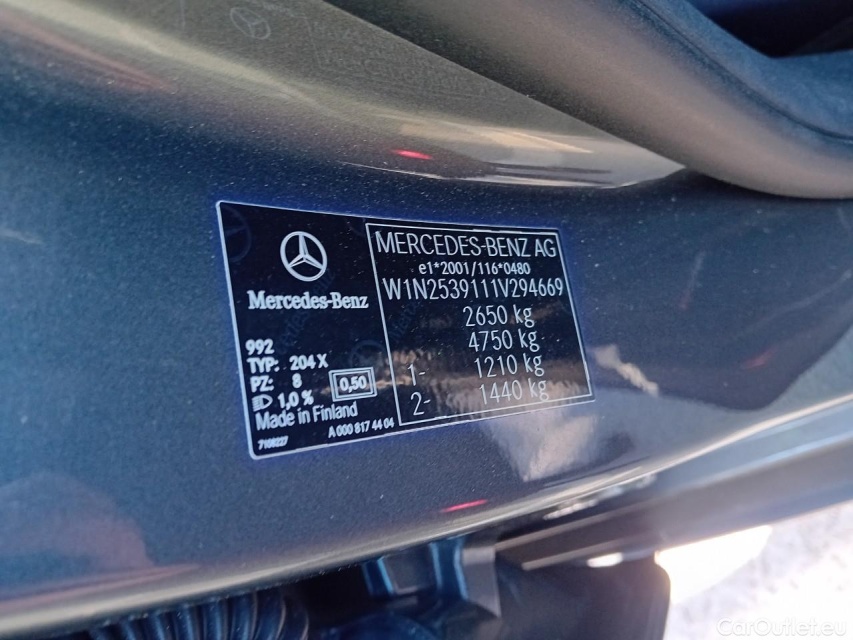 Mercedes-Benz
992
TYP: 204 X
PZ: 8
0,50
1,0 %
Made in Finland
7108227
A 000 817 44 04
MERCEDES-BENZ AG
e1*2001/116*0480
W1N2539111V294669
2650 kg
4750 kg
1- 1210 kg
2- 1440 kg
CarOutlet.eu